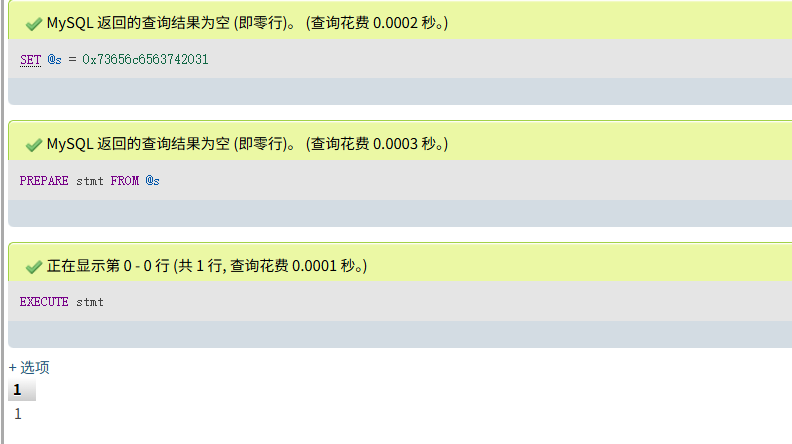 MySQL 返回的查询结果为空 (即零行)。 (查询花费 0.0002 秒。)
SET @s = 0x73656c6563742031
MySQL 返回的查询结果为空 (即零行)。 (查询花费 0.0003 秒。)
PREPARE stmt FROM @s
正在显示第 0 - 0 行 (共 1 行, 查询花费 0.0001 秒。)
EXECUTE stmt
+ 选项
1
1